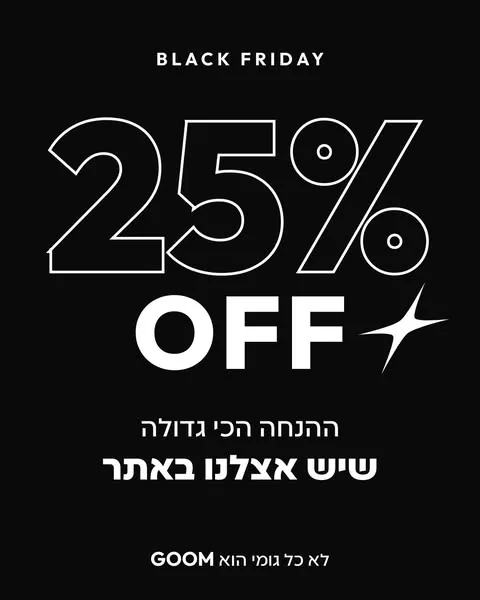 BLACK FRIDAY
25%
OFF
ההנחה הכי גדולה
שיש אצלנו באתר
לא כל גומי הוא GOOM